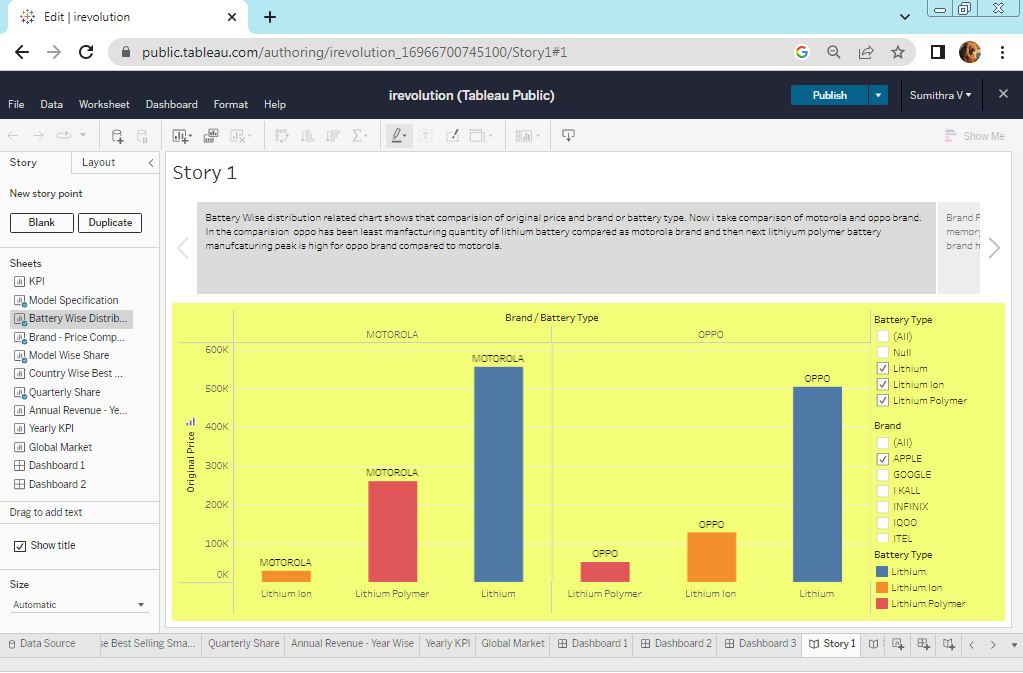 Edit | irevolution
public.tableau.com/authoring/irevolution_16966700745100/Story1#1
irevolution (Tableau Public)
Publish
Sumithra V
File Data Worksheet Dashboard Format Help
Show Me
Story Layout
New story point
Blank Duplicate
Sheets
KPI
Model Specification
Battery Wise Distrib...
Brand - Price Comp...
Model Wise Share
Country Wise Best ...
Quarterly Share
Annual Revenue - Ye...
Yearly KPI
Global Market
Dashboard 1
Dashboard 2
Drag to add text
Show title
Size
Automatic
Story 1
Battery Wise distribution related chart shows that comparision of original price and brand or battery type. Now i take comparison of motorola and oppo brand.
In the comparision oppo has been least manfacturing quantity of lithium battery compared as motorola brand and then next lithiyum polymer battery
manufcaturing peak is high for oppo brand compared to motorola.
Brand
memory
brand h
Brand / Battery Type
MOTOROLA OPPO
Original Price
600K
500K
400K
300K
200K
100K
0K
MOTOROLA
MOTOROLA
MOTOROLA
OPPO
OPPO
OPPO
Lithium Ion Lithium Polymer Lithium Lithium Polymer Lithium Ion Lithium
Battery Type
(All)
Null
Lithium
Lithium Ion
Lithium Polymer
Brand
(All)
APPLE
GOOGLE
I KALL
INFINIX
IQOO
ITEL
Battery Type
Lithium
Lithium Ion
Lithium Polymer
Data Source se Best Selling Sma... Quarterly Share Annual Revenue - Year Wise Yearly KPI Global Market Dashboard 1 Dashboard 2 Dashboard 3 Story 1